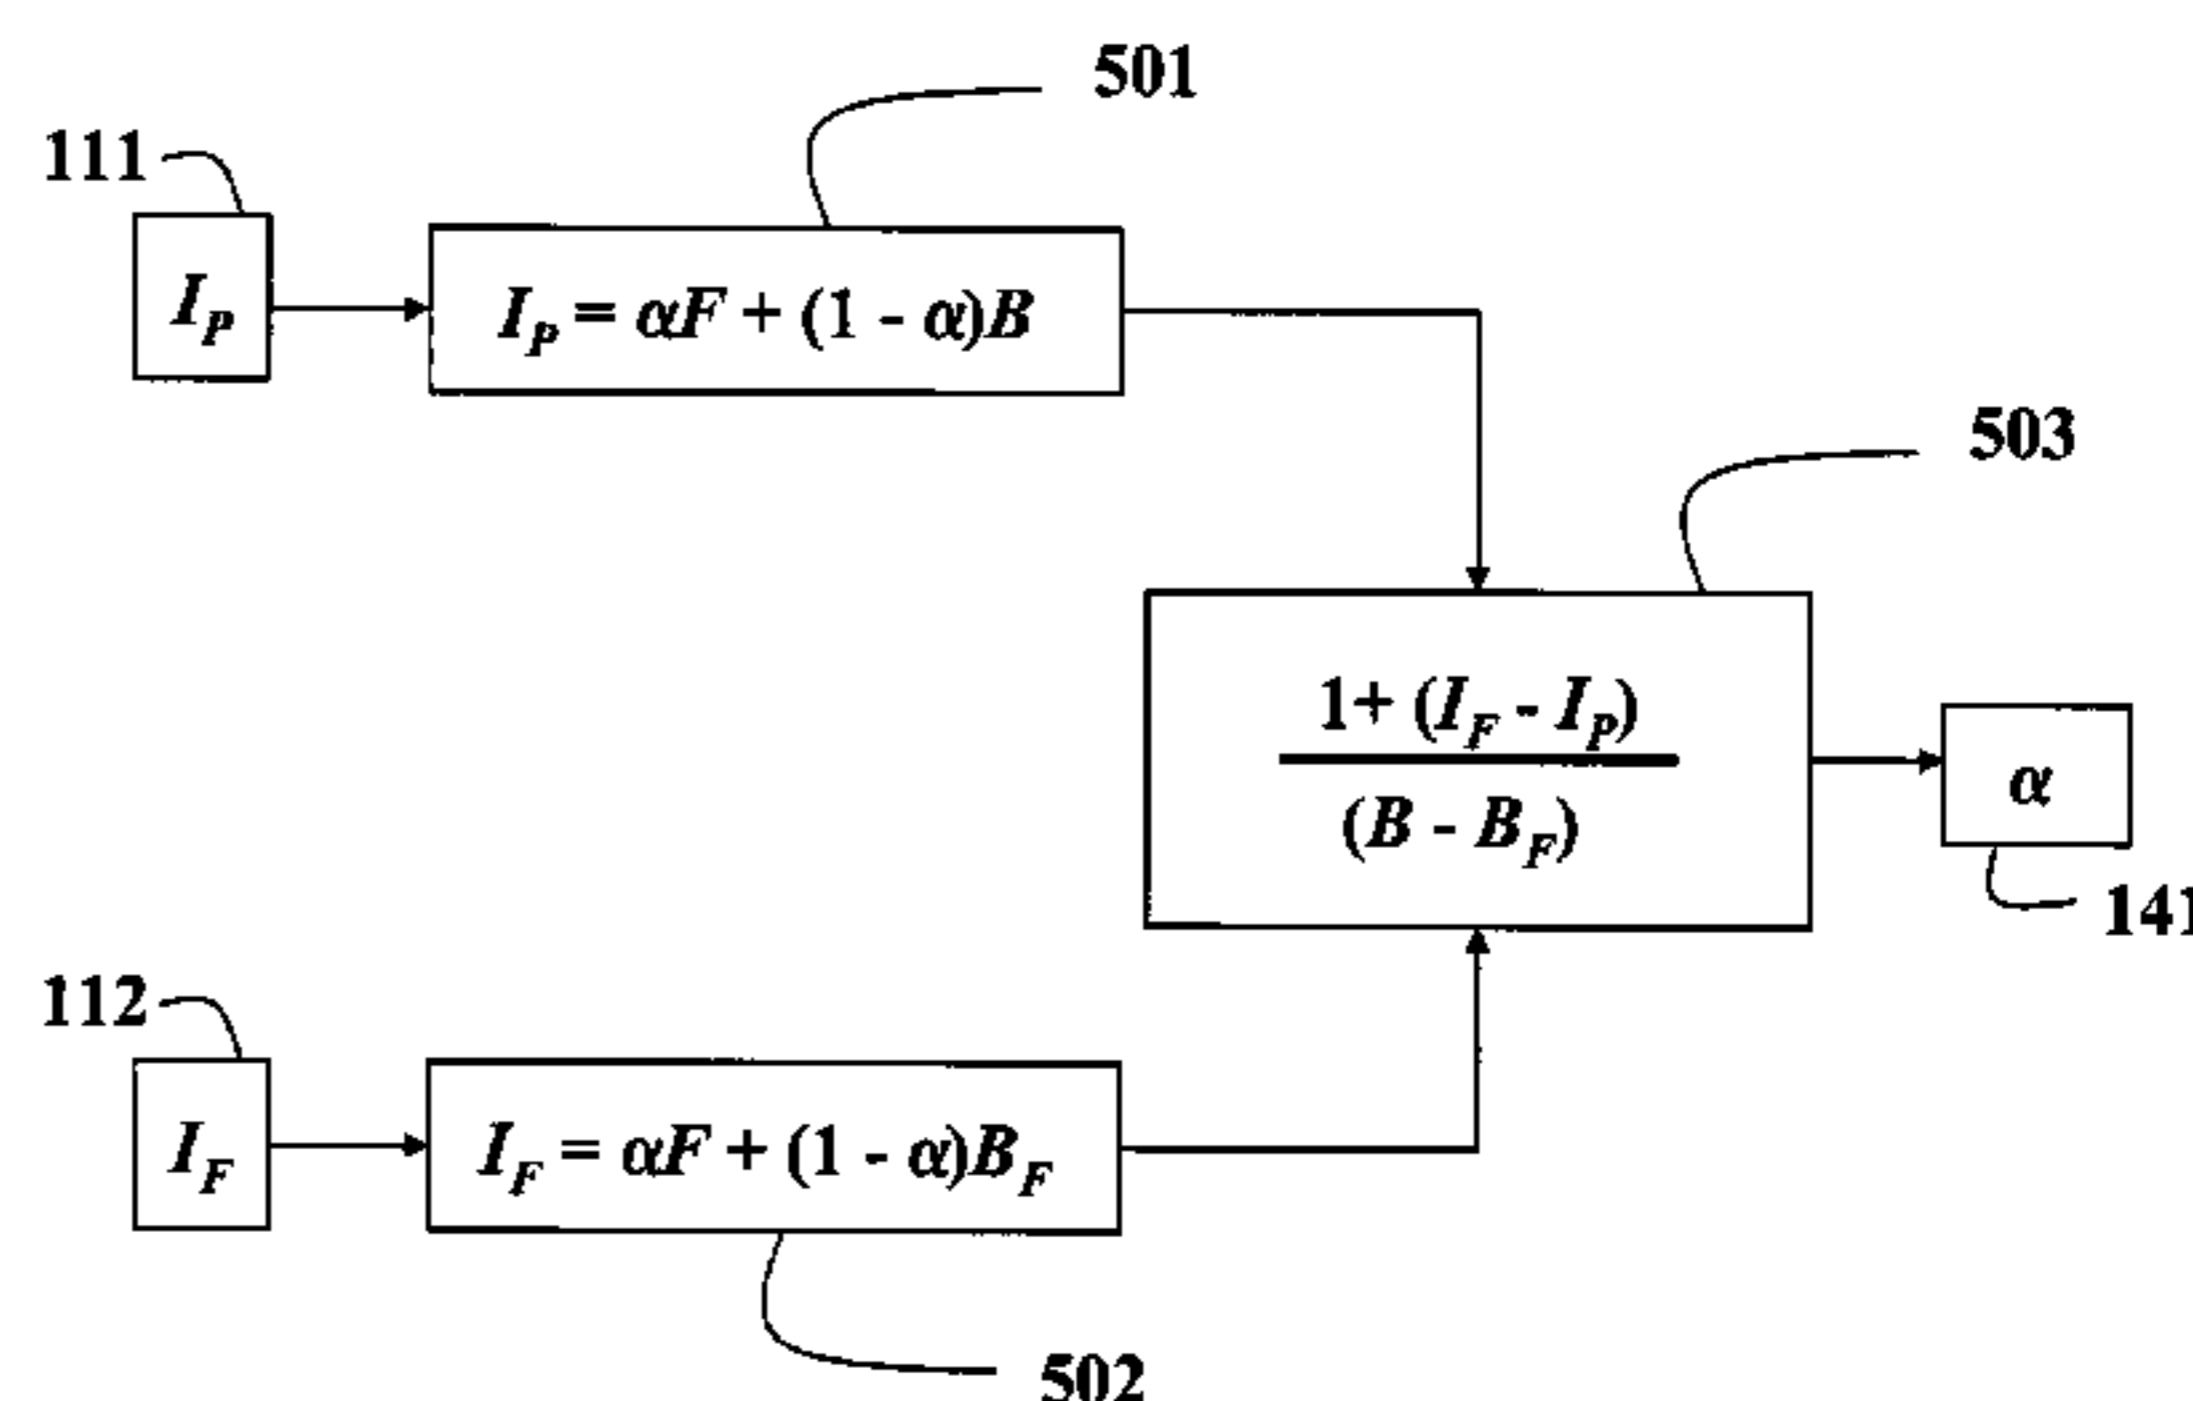 501
111
I_P
I_P = αF + (1 - α)B
503
1+ (I_F - I_P)
(B - B_F)
α
141
112
I_F
I_F = αF + (1 - α)B_F
502